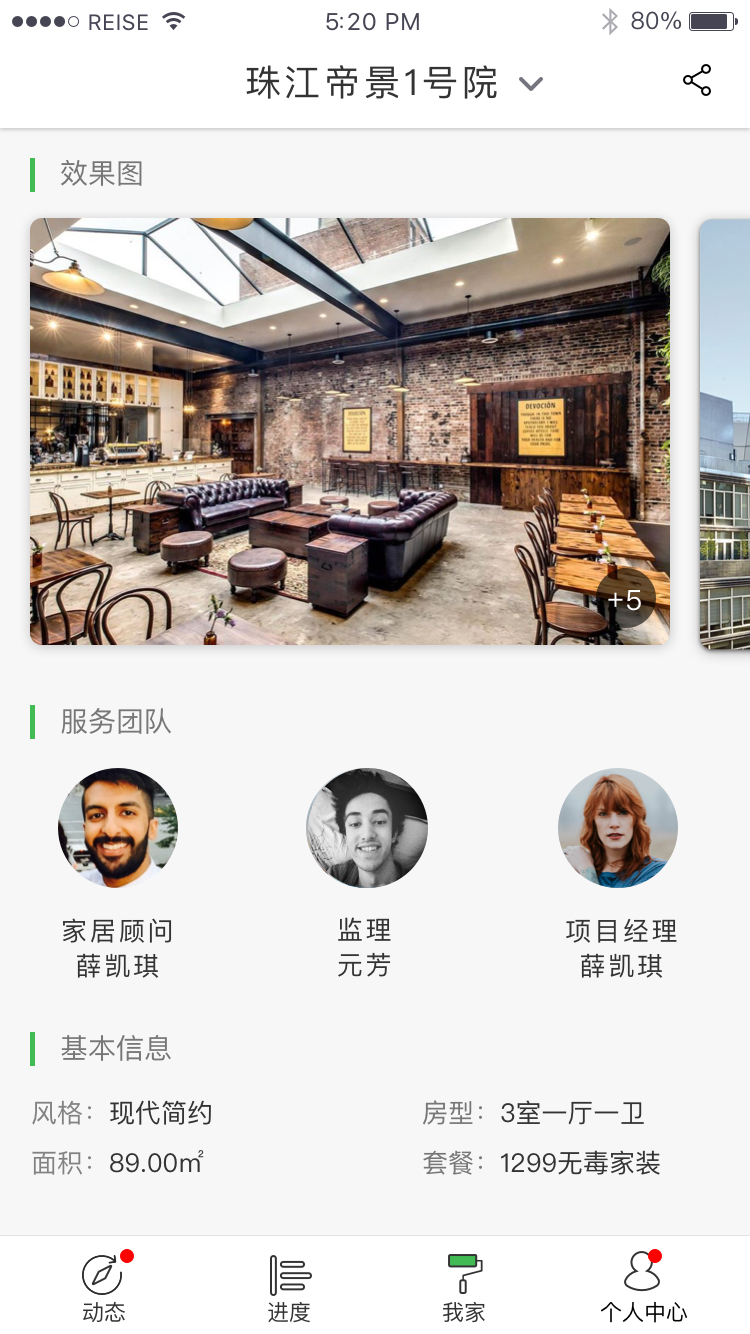 REISE 5:20 PM 80%
珠江帝景1号院
效果图
DEVOCIÓN
+5
服务团队
家居顾问 监理 项目经理
薛凯琪 元芳 薛凯琪
基本信息
风格: 现代简约 房型: 3室一厅一卫
面积: 89.00㎡ 套餐: 1299无毒家装
动态 进度 我家 个人中心